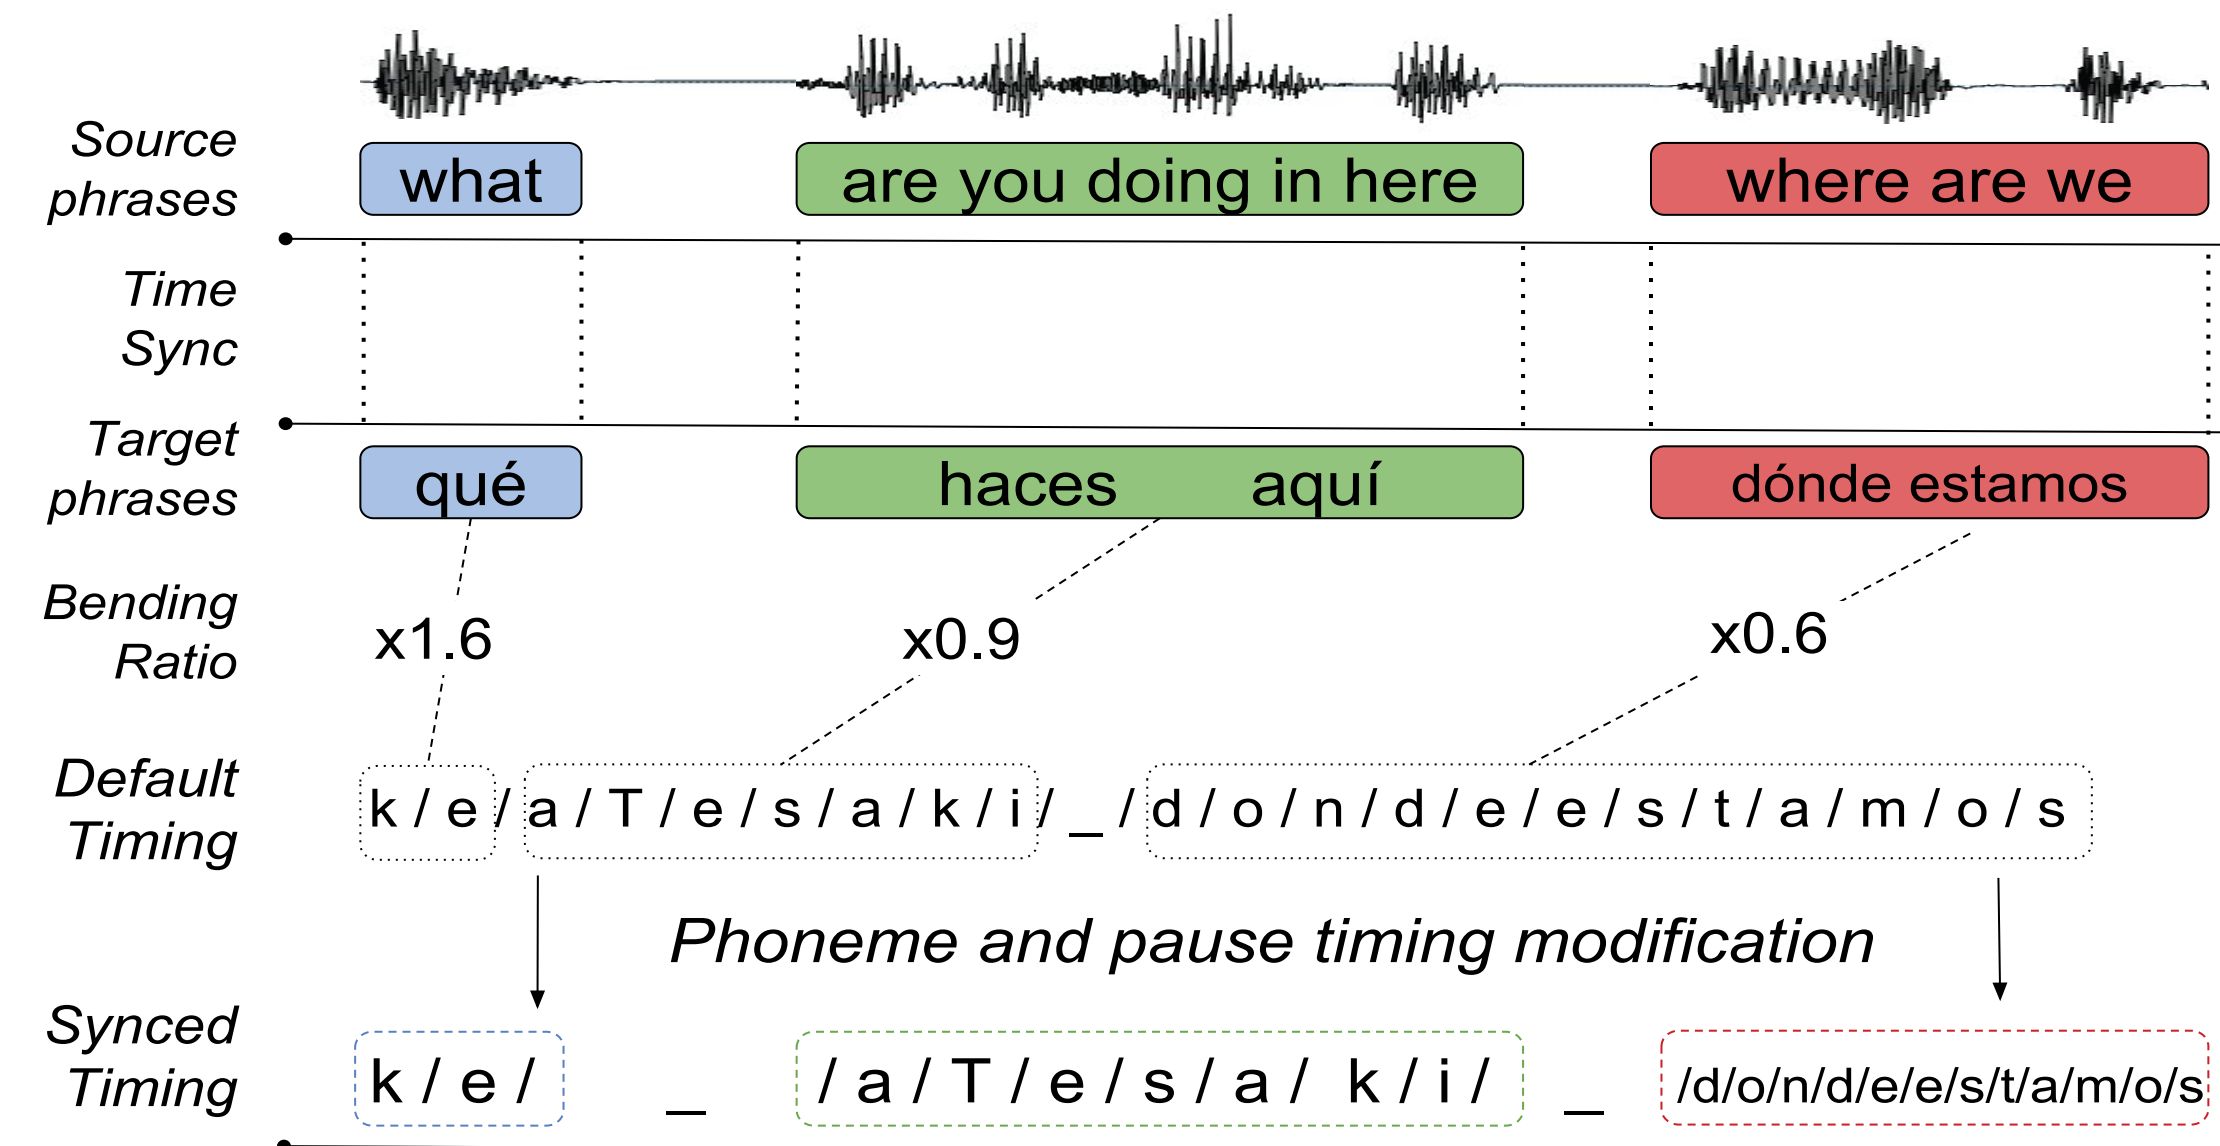 Source phrases
what are you doing in here where are we
Time Sync
Target phrases
qué haces aquí dónde estamos
Bending Ratio
x1.6 x0.9 x0.6
Default Timing
k / e / a / T / e / s / a / k / i / _ / d / o / n / d / e / e / s / t / a / m / o / s
Phoneme and pause timing modification
Synced Timing
k / e / _ / a / T / e / s / a / k / i / _ /d/o/n/d/e/e/s/t/a/m/o/s